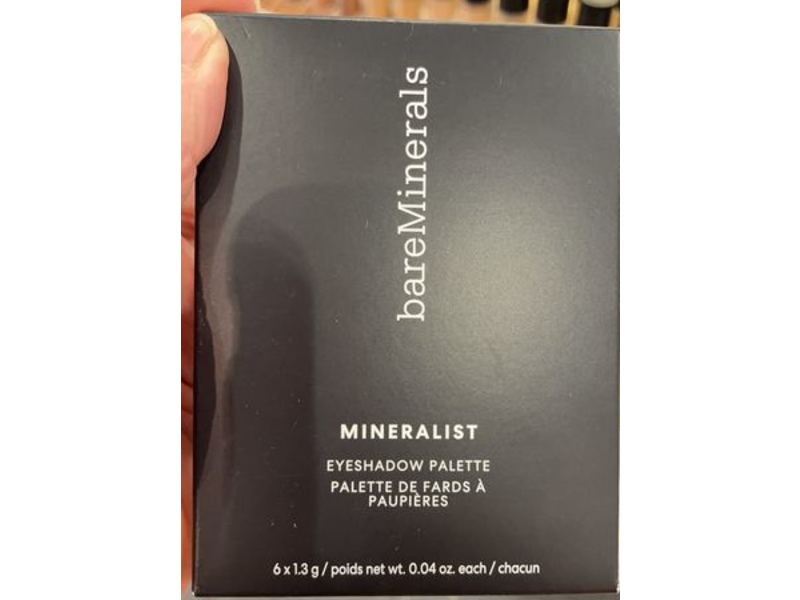 bareMinerals
MINERALIST
EYESHADOW PALETTE
PALETTE DE FARDS À
PAUPIÈRES
6 x 1.3 g / poids net wt. 0.04 oz. each / chacun